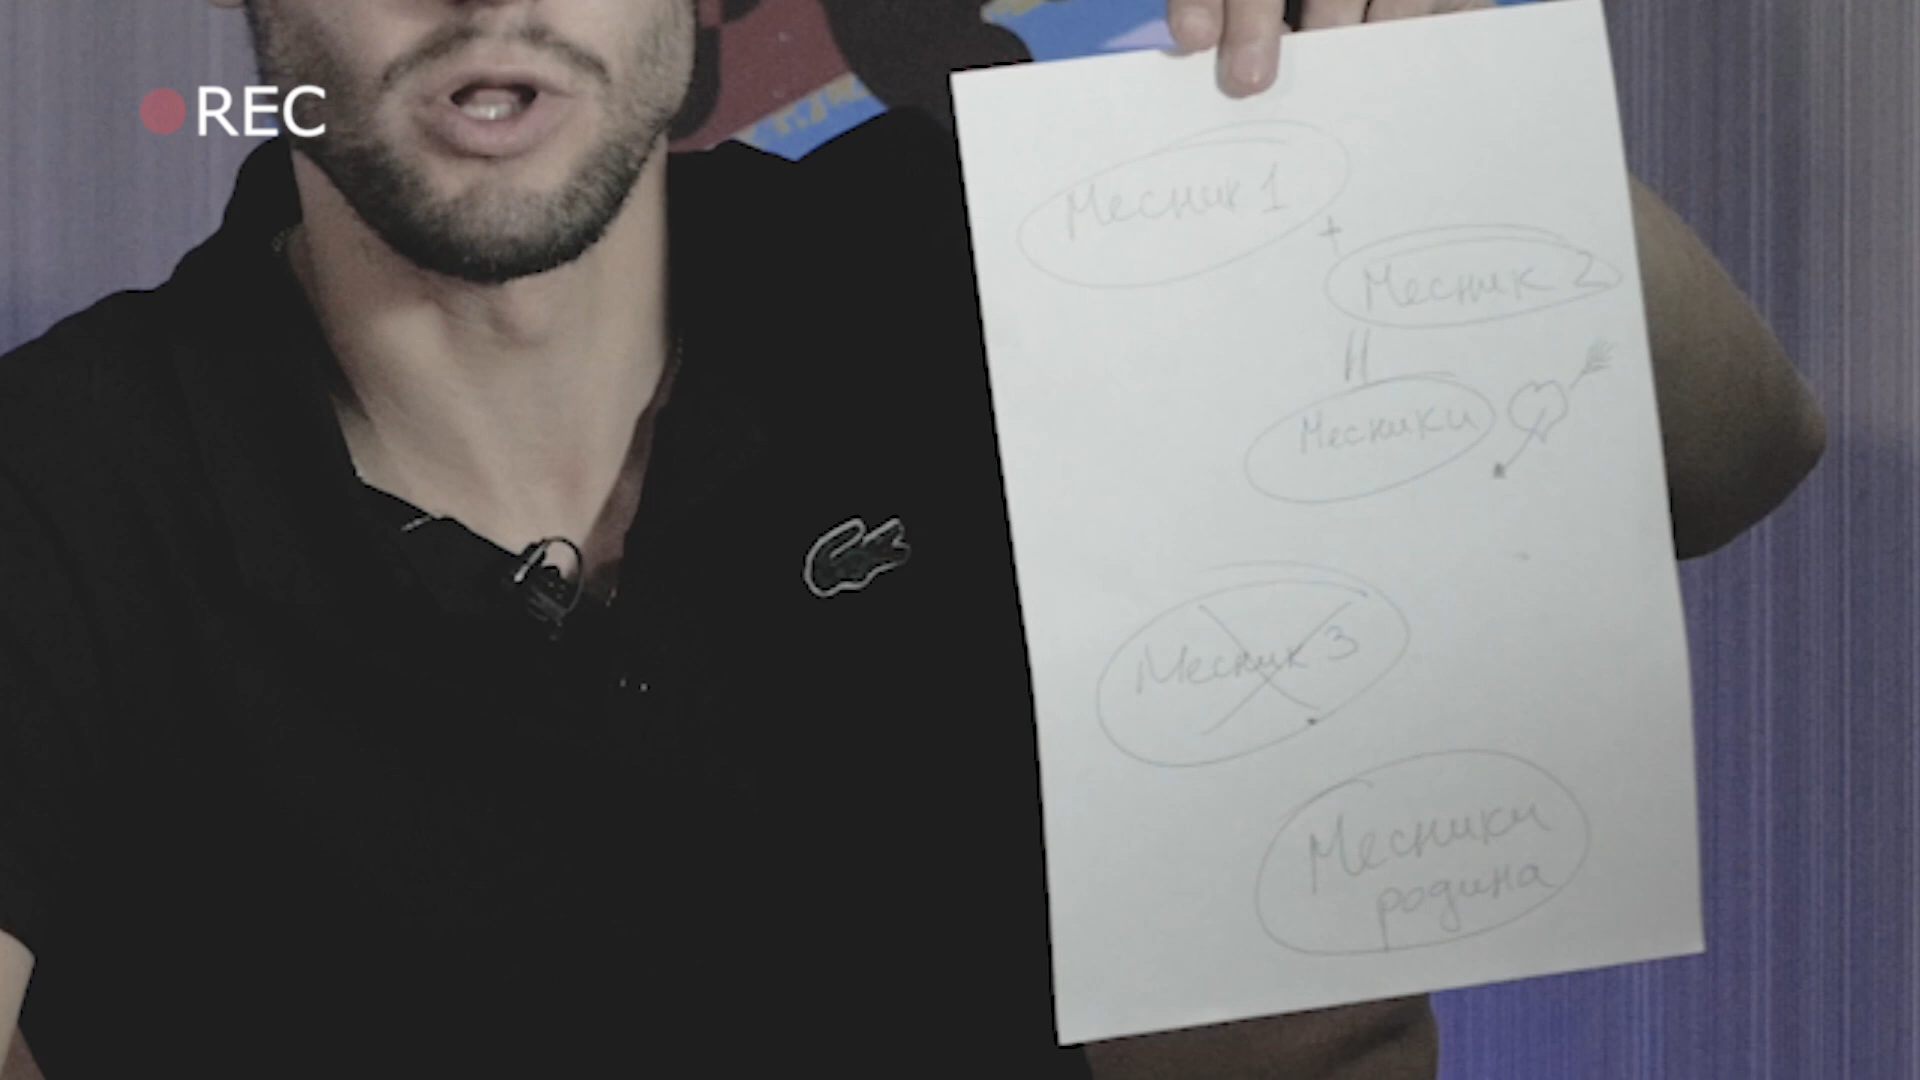 REC
Месник 1
+
Месник 2
=
Месники
Месник 3
Месники
родина